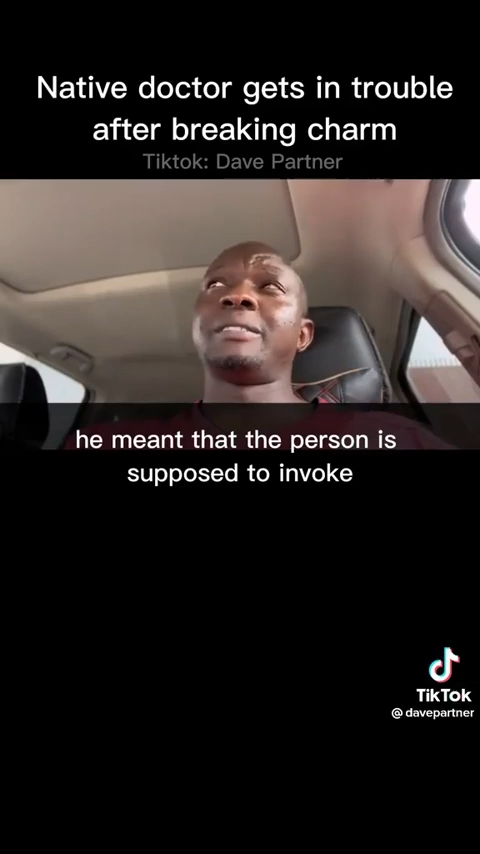 Native doctor gets in trouble
after breaking charm
Tiktok: Dave Partner
he meant that the person is
supposed to invoke
TikTok
@ davepartner